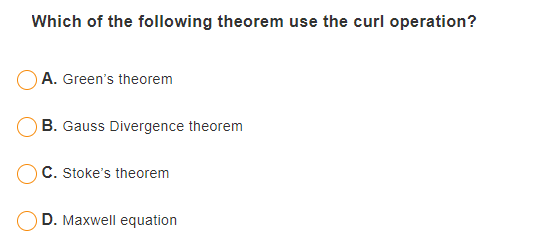 Which of the following theorem use the curl operation?
A. Green's theorem
B. Gauss Divergence theorem
C. Stoke's theorem
D. Maxwell equation